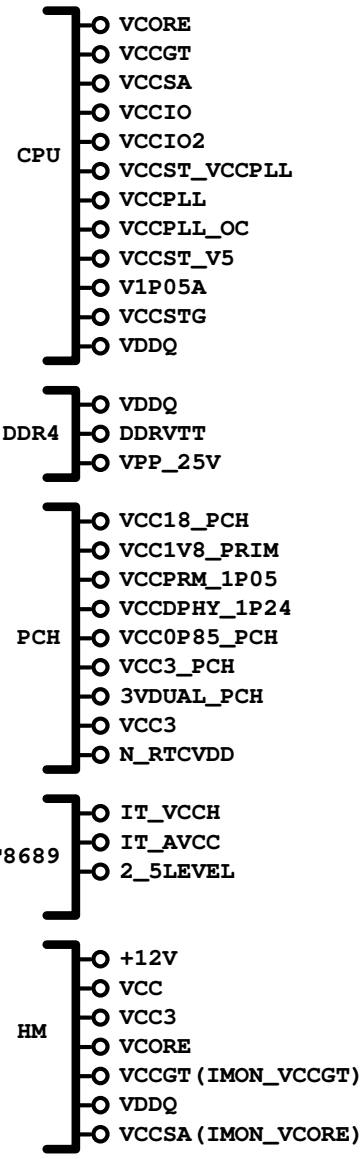 VCORE
VCCGT
VCCSA
VCCIO
VCCIO2
CPU
VCCST_VCCPLL
VCCPLL
VCCPLL_OC
VCCST_V5
V1P05A
VCCSTG
VDDQ
VDDQ
DDR4
DDRVTT
VPP_25V
VCC18_PCH
VCC1V8_PRIM
VCCPRM_1P05
VCCDPHY_1P24
PCH
VCC0P85_PCH
VCC3_PCH
3VDUAL_PCH
VCC3
N_RTCVDD
IT_VCCH
IT_AVCC
8689
2_5LEVEL
+12V
VCC
VCC3
HM
VCORE
VCCGT(IMON_VCCGT)
VDDQ
VCCSA(IMON_VCORE)